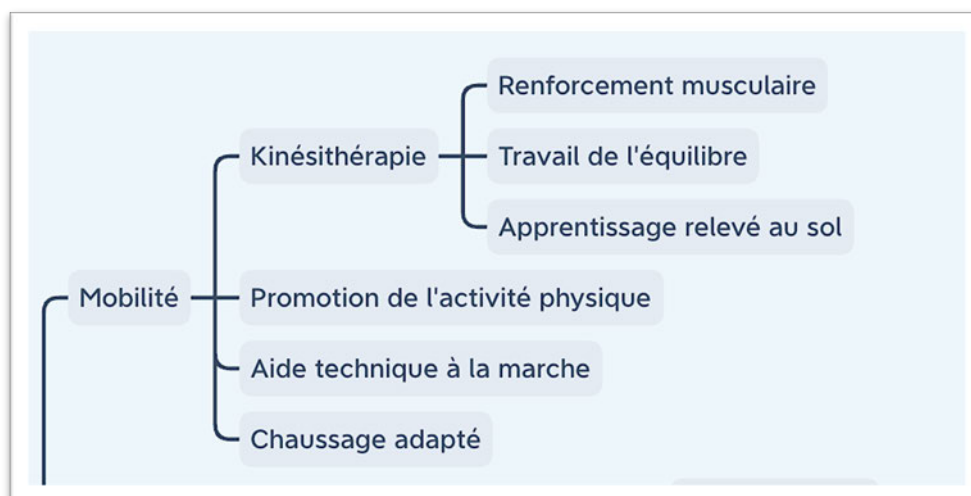 Renforcement musculaire
Kinésithérapie
Travail de l'équilibre
Apprentissage relevé au sol
Mobilité
Promotion de l'activité physique
Aide technique à la marche
Chaussage adapté